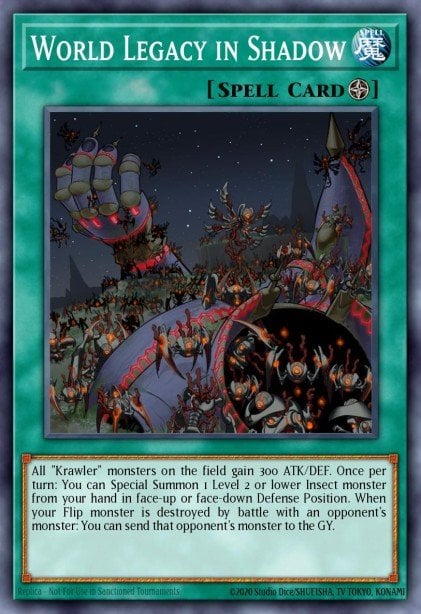 WORLD LEGACY IN SHADOW
SPELL
魔
[SPELL CARD]
All "Krawler" monsters on the field gain 300 ATK/DEF. Once per
turn: You can Special Summon 1 Level 2 or lower Insect monster
from your hand in face-up or face-down Defense Position. When
your Flip monster is destroyed by battle with an opponent's
monster: You can send that opponent's monster to the GY.
Replica - Not For Use in Sanctioned Tournaments
©2020 Studio Dice/SHUEISHA, TV TOKYO, KONAMI